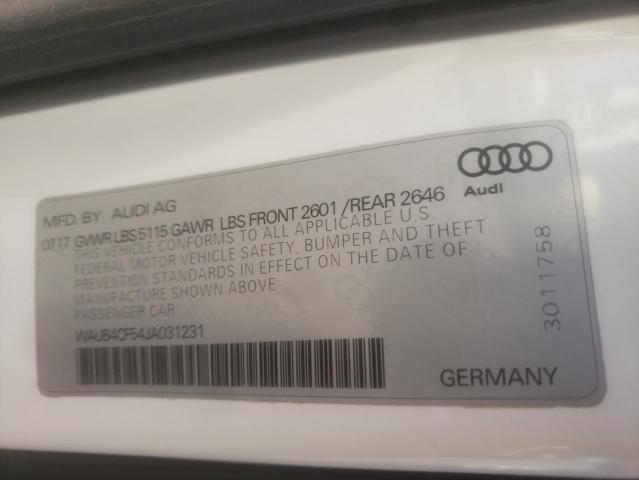 MFD. BY AUDI AG
0717 GVWR LBS 5115 GAWR LBS FRONT 2601 /REAR 2646
THIS VEHICLE CONFORMS TO ALL APPLICABLE U.S.
FEDERAL MOTOR VEHICLE SAFETY, BUMPER AND THEFT
PREVENTION STANDARDS IN EFFECT ON THE DATE OF
MANUFACTURE SHOWN ABOVE
PASSENGER CAR
WAUB4CF54JA031231
Audi
3011758
GERMANY